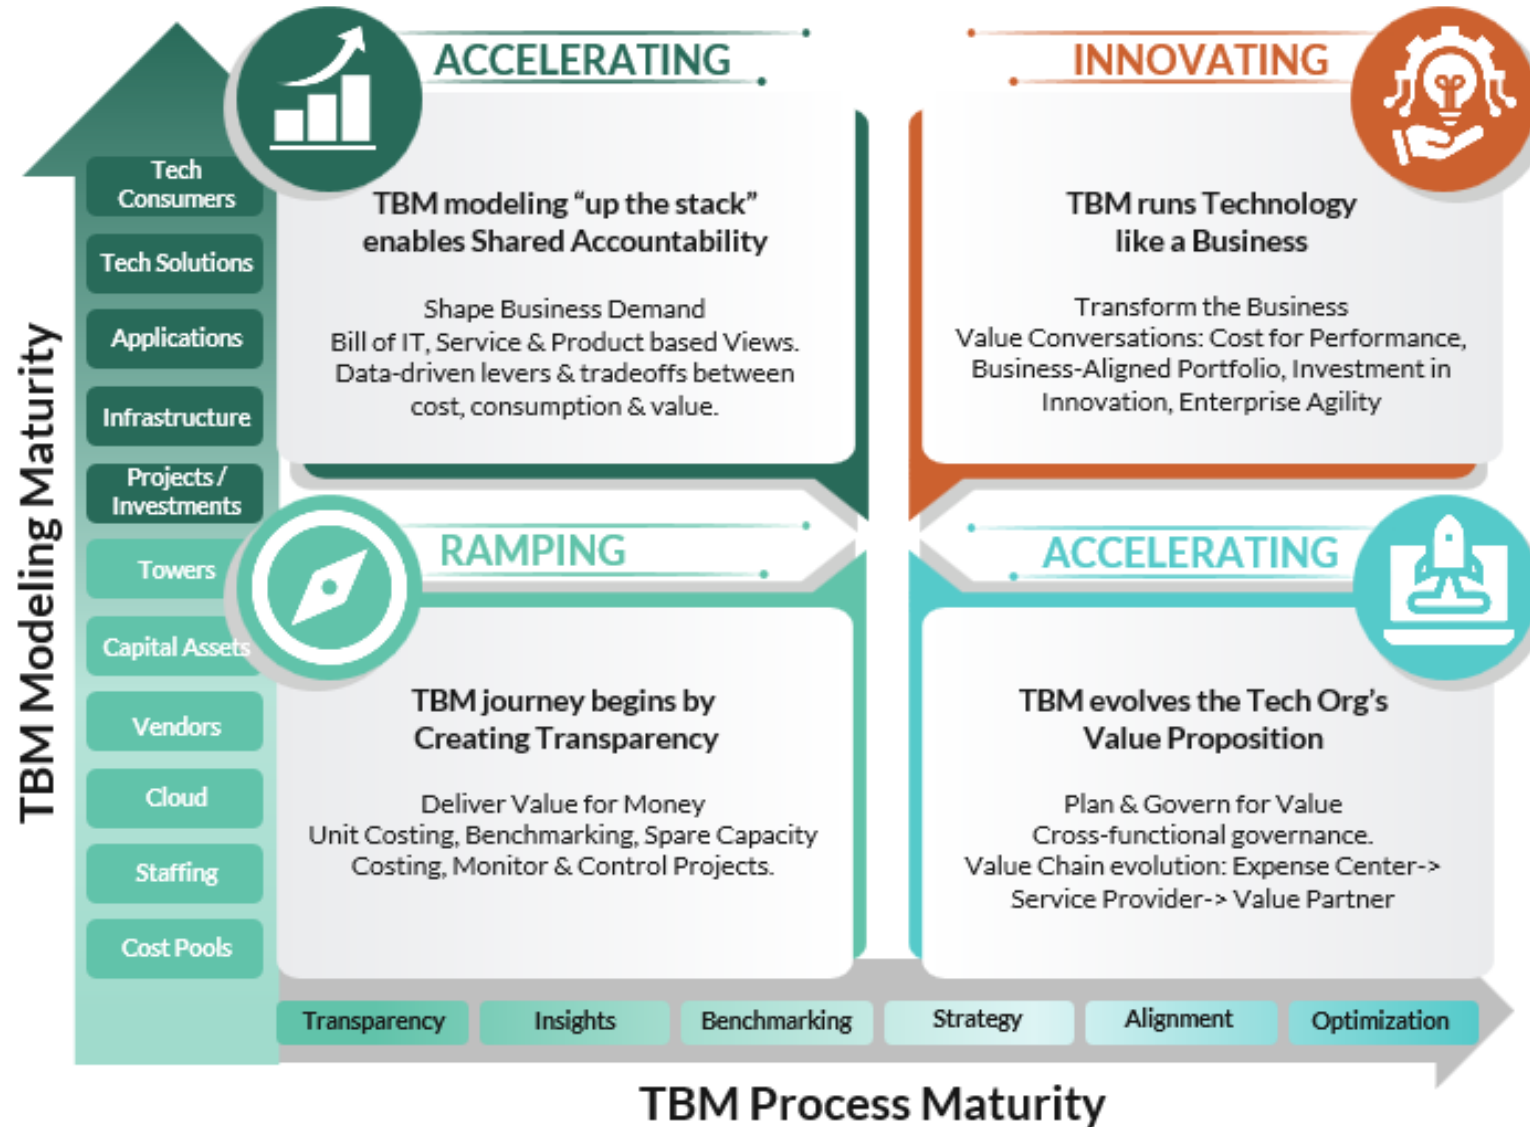 TBM Modeling Maturity
Tech
Consumers
Tech Solutions
Applications
Infrastructure
Projects /
Investments
Towers
Capital Assets
Vendors
Cloud
Staffing
Cost Pools
ACCELERATING
TBM modeling “up the stack”
enables Shared Accountability
Shape Business Demand
Bill of IT, Service & Product based Views.
Data-driven levers & tradeoffs between
cost, consumption & value.
INNOVATING
TBM runs Technology
like a Business
Transform the Business
Value Conversations: Cost for Performance,
Business-Aligned Portfolio, Investment in
Innovation, Enterprise Agility
RAMPING
TBM journey begins by
Creating Transparency
Deliver Value for Money
Unit Costing, Benchmarking, Spare Capacity
Costing, Monitor & Control Projects.
ACCELERATING
TBM evolves the Tech Org’s
Value Proposition
Plan & Govern for Value
Cross-functional governance.
Value Chain evolution: Expense Center->
Service Provider-> Value Partner
Transparency
Insights
Benchmarking
Strategy
Alignment
Optimization
TBM Process Maturity